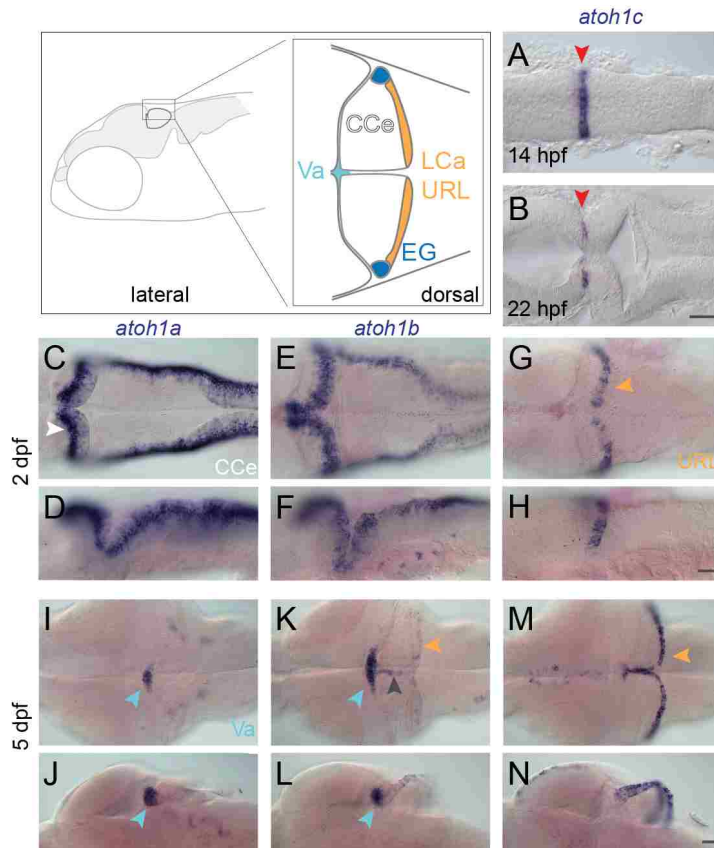 atoh1c
A
14 hpf
B
22 hpf
CCe
Va
LCa
URL
EG
lateral
dorsal
atoh1a
atoh1b
2 dpf
C
CCe
E
G
URL
D
F
H
5 dpf
I
Va
K
M
J
L
N